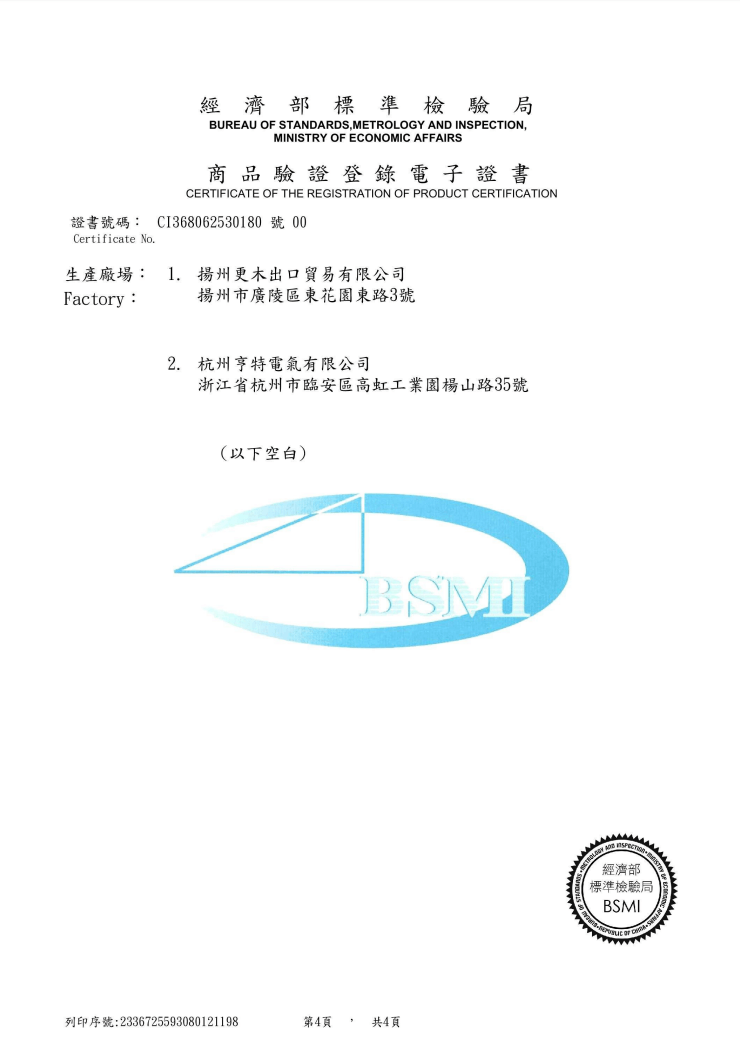 經濟部標準檢驗局
BUREAU OF STANDARDS,METROLOGY AND INSPECTION,
MINISTRY OF ECONOMIC AFFAIRS
商品驗證登錄電子證書
CERTIFICATE OF THE REGISTRATION OF PRODUCT CERTIFICATION
證書號碼： CI368062530180 號 00
Certificate No.
生產廠場： 1. 揚州更木出口貿易有限公司
Factory： 揚州市廣陵區東花園東路3號
2. 杭州亨特電氣有限公司
浙江省杭州市臨安區高虹工業園楊山路35號
（以下空白）
BSMI
BUREAU OF STANDARDS,METROLOGY AND INSPECTION,MINISTRY OF ECONOMIC AFFAIRS
REPUBLIC OF CHINA
經濟部
標準檢驗局
BSMI
列印序號:2336725593080121198 第4頁 ， 共4頁